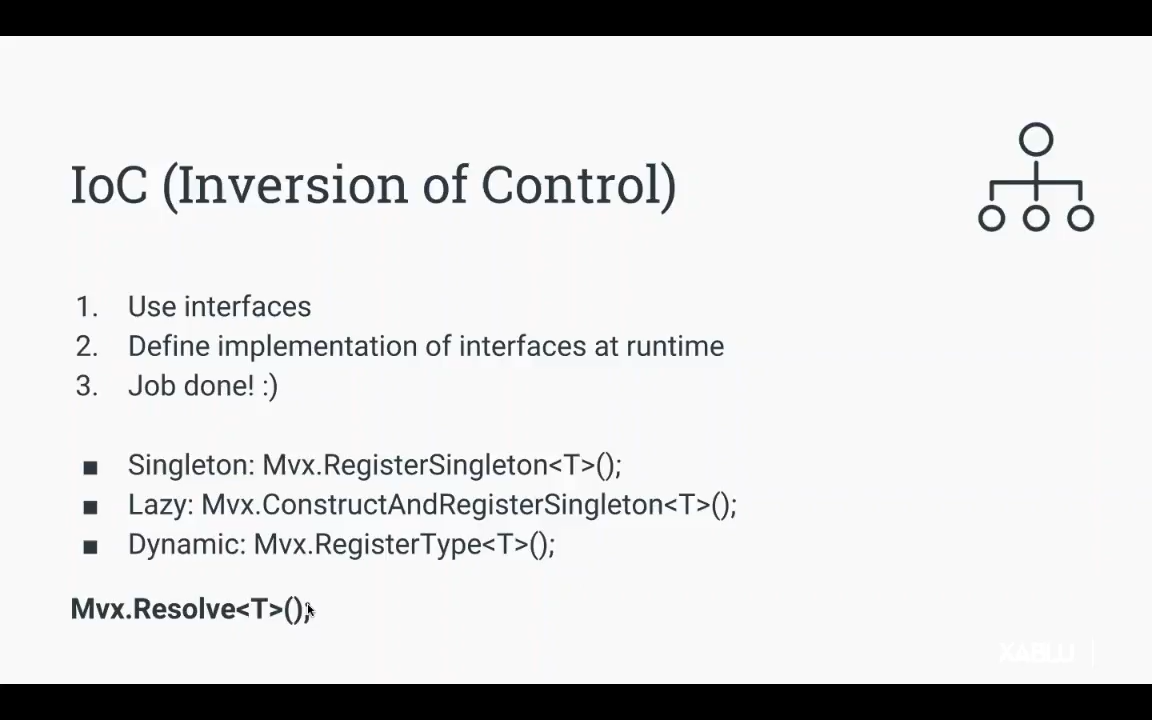 IoC (Inversion of Control)
1. Use interfaces
2. Define implementation of interfaces at runtime
3. Job done! :)
■ Singleton: Mvx.RegisterSingleton<T>();
■ Lazy: Mvx.ConstructAndRegisterSingleton<T>();
■ Dynamic: Mvx.RegisterType<T>();
Mvx.Resolve<T>();
XABLU